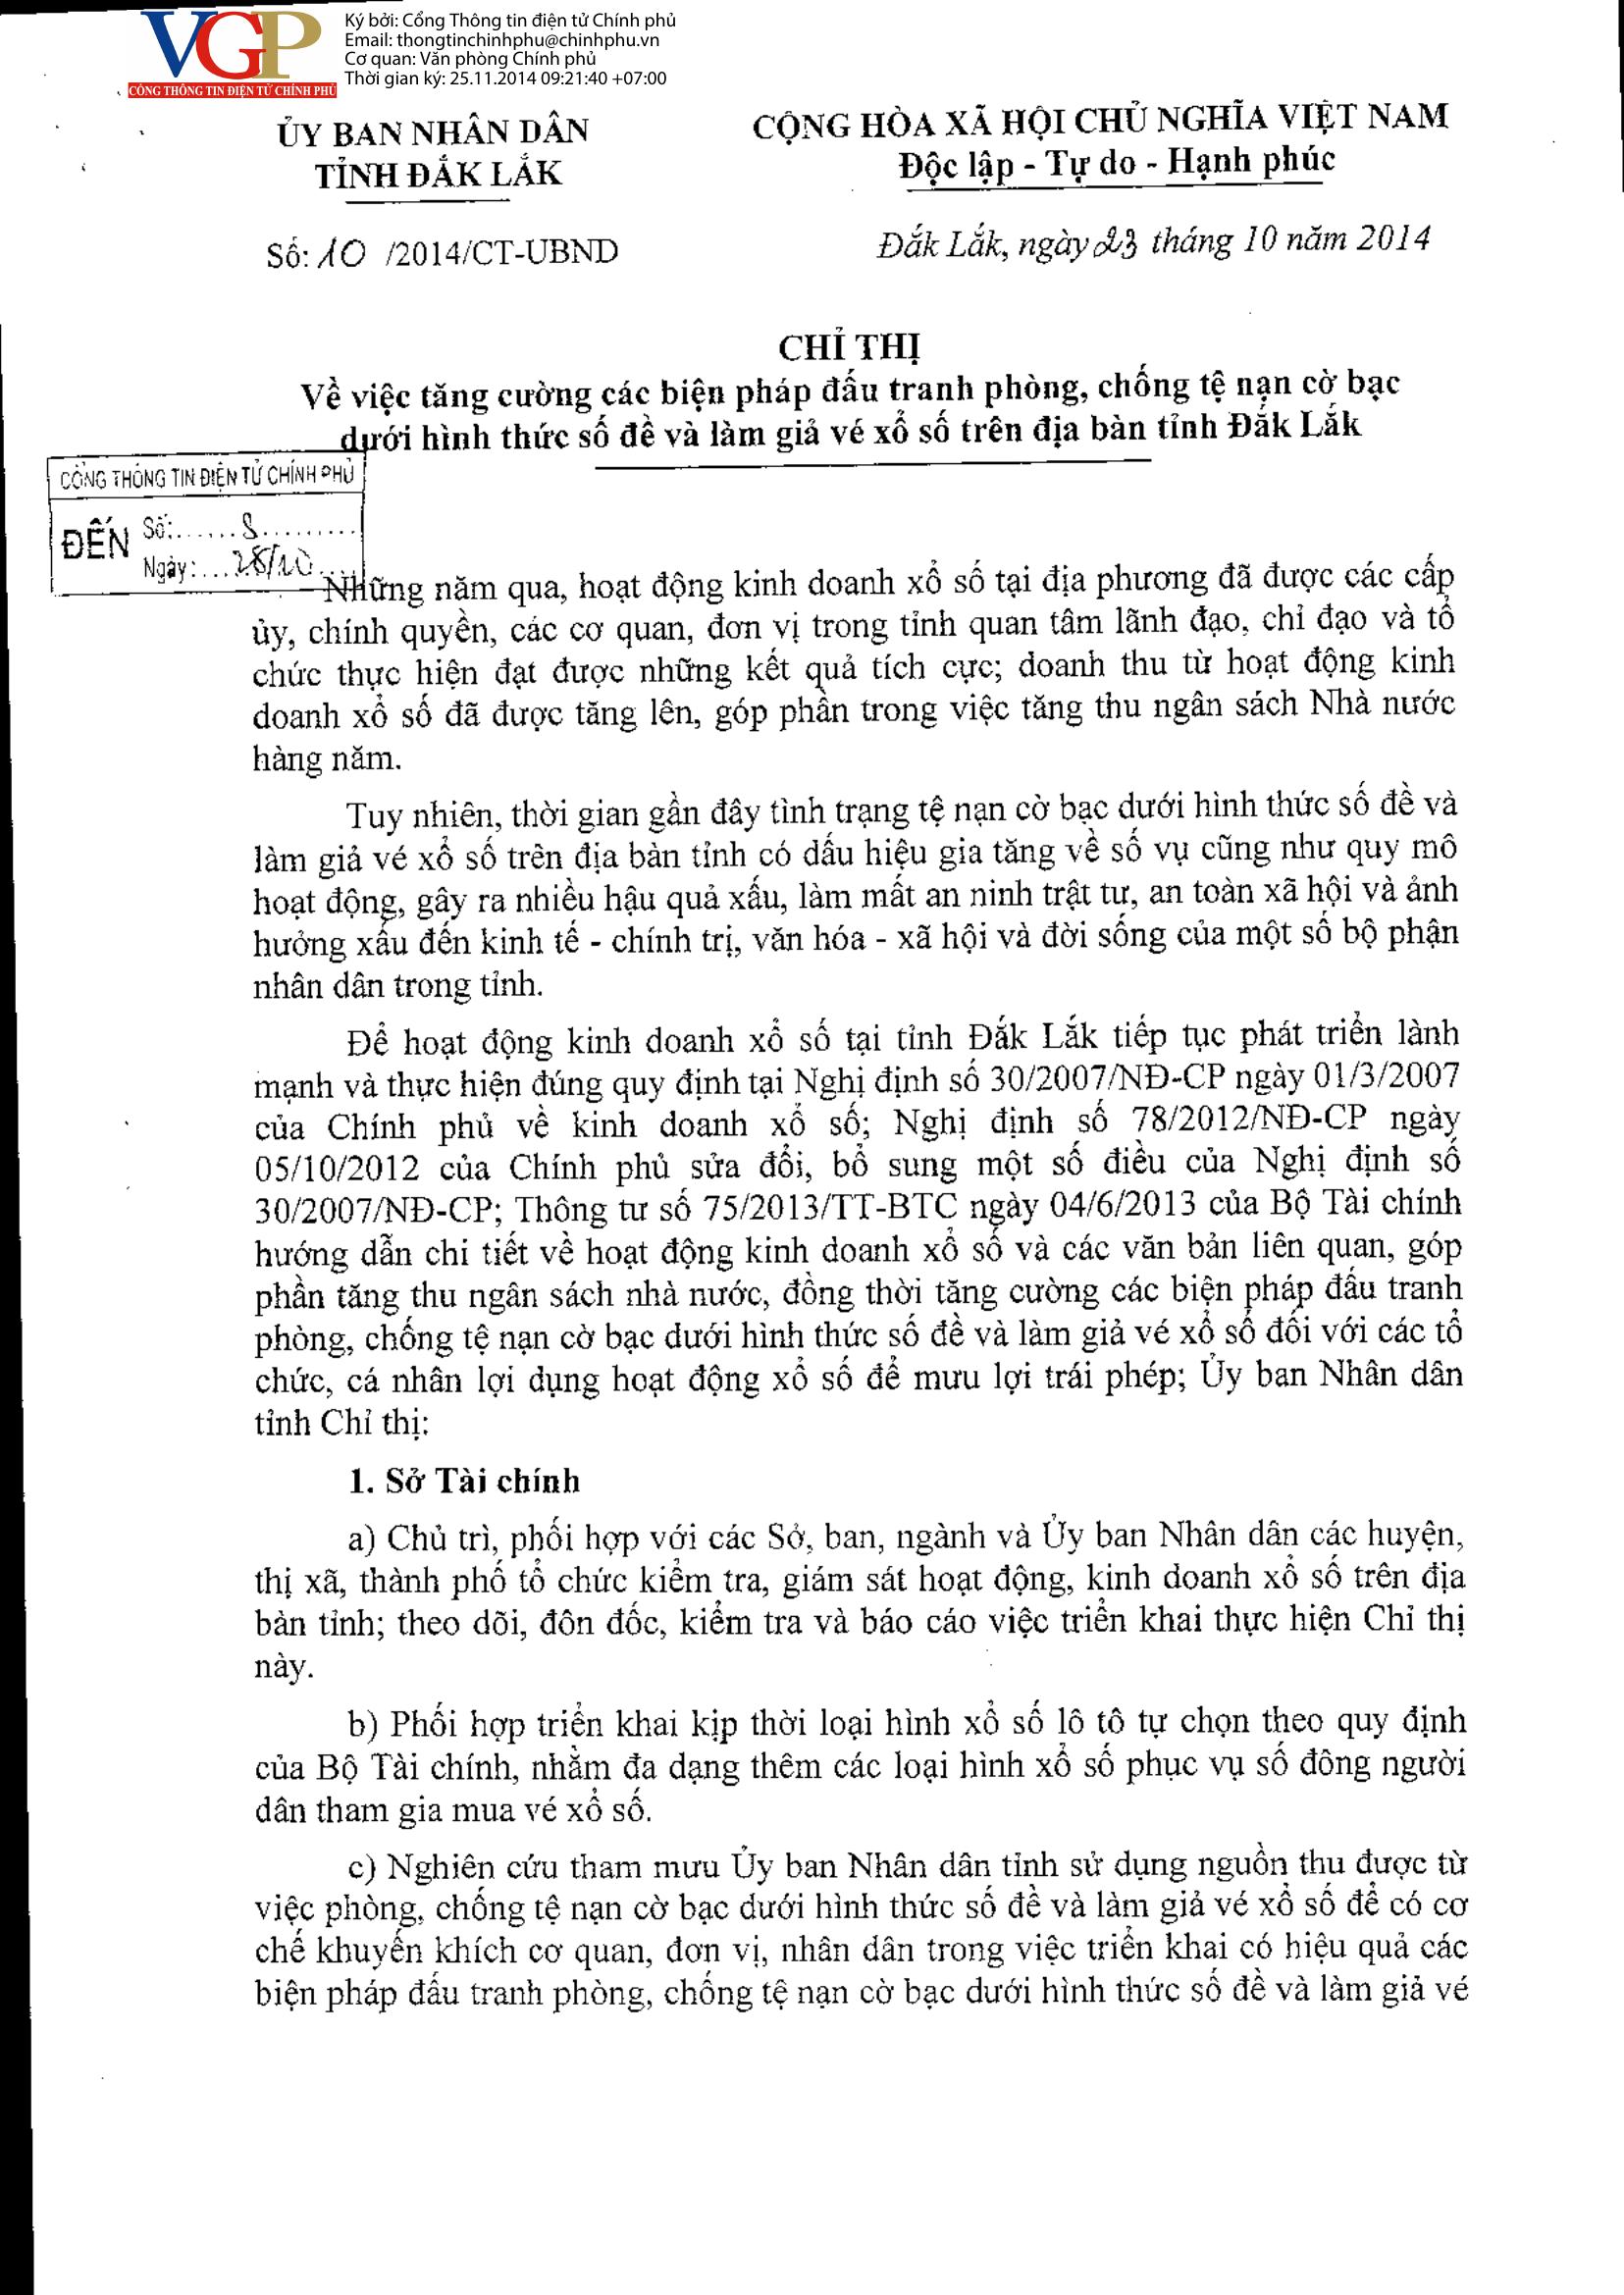 VGP
CỔNG THÔNG TIN ĐIỆN TỬ CHÍNH PHỦ
Ký bởi: Cổng Thông tin điện tử Chính phủ
Email: thongtinchinhphu@chinhphu.vn
Cơ quan: Văn phòng Chính phủ
Thời gian ký: 25.11.2014 09:21:40 +07:00
ỦY BAN NHÂN DÂN
TỈNH ĐẮK LẮK
CỘNG HÒA XÃ HỘI CHỦ NGHĨA VIỆT NAM
Độc lập - Tự do - Hạnh phúc
Số: 10 /2014/CT-UBND
Đắk Lắk, ngày 23 tháng 10 năm 2014
CHỈ THỊ
Về việc tăng cường các biện pháp đấu tranh phòng, chống tệ nạn cờ bạc
dưới hình thức số đề và làm giả vé xổ số trên địa bàn tỉnh Đắk Lắk
CỔNG THÔNG TIN ĐIỆN TỬ CHÍNH PHỦ
ĐẾN
Số:......8.........
Ngày:....28/10....
Những năm qua, hoạt động kinh doanh xổ số tại địa phương đã được các cấp
ủy, chính quyền, các cơ quan, đơn vị trong tỉnh quan tâm lãnh đạo, chỉ đạo và tổ
chức thực hiện đạt được những kết quả tích cực; doanh thu từ hoạt động kinh
doanh xổ số đã được tăng lên, góp phần trong việc tăng thu ngân sách Nhà nước
hàng năm.
Tuy nhiên, thời gian gần đây tình trạng tệ nạn cờ bạc dưới hình thức số đề và
làm giả vé xổ số trên địa bàn tỉnh có dấu hiệu gia tăng về số vụ cũng như quy mô
hoạt động, gây ra nhiều hậu quả xấu, làm mất an ninh trật tư, an toàn xã hội và ảnh
hưởng xấu đến kinh tế - chính trị, văn hóa - xã hội và đời sống của một số bộ phận
nhân dân trong tỉnh.
Để hoạt động kinh doanh xổ số tại tỉnh Đắk Lắk tiếp tục phát triển lành
mạnh và thực hiện đúng quy định tại Nghị định số 30/2007/NĐ-CP ngày 01/3/2007
của Chính phủ về kinh doanh xổ số; Nghị định số 78/2012/NĐ-CP ngày
05/10/2012 của Chính phủ sửa đổi, bổ sung một số điều của Nghị định số
30/2007/NĐ-CP; Thông tư số 75/2013/TT-BTC ngày 04/6/2013 của Bộ Tài chính
hướng dẫn chi tiết về hoạt động kinh doanh xổ số và các văn bản liên quan, góp
phần tăng thu ngân sách nhà nước, đồng thời tăng cường các biện pháp đấu tranh
phòng, chống tệ nạn cờ bạc dưới hình thức số đề và làm giả vé xổ số đối với các tổ
chức, cá nhân lợi dụng hoạt động xổ số để mưu lợi trái phép; Ủy ban Nhân dân
tỉnh Chỉ thị:
1. Sở Tài chính
a) Chủ trì, phối hợp với các Sở, ban, ngành và Ủy ban Nhân dân các huyện,
thị xã, thành phố tổ chức kiểm tra, giám sát hoạt động, kinh doanh xổ số trên địa
bàn tỉnh; theo dõi, đôn đốc, kiểm tra và báo cáo việc triển khai thực hiện Chỉ thị
này.
b) Phối hợp triển khai kịp thời loại hình xổ số lô tô tự chọn theo quy định
của Bộ Tài chính, nhằm đa dạng thêm các loại hình xổ số phục vụ số đông người
dân tham gia mua vé xổ số.
c) Nghiên cứu tham mưu Ủy ban Nhân dân tỉnh sử dụng nguồn thu được từ
việc phòng, chống tệ nạn cờ bạc dưới hình thức số đề và làm giả vé xổ số để có cơ
chế khuyến khích cơ quan, đơn vị, nhân dân trong việc triển khai có hiệu quả các
biện pháp đấu tranh phòng, chống tệ nạn cờ bạc dưới hình thức số đề và làm giả vé